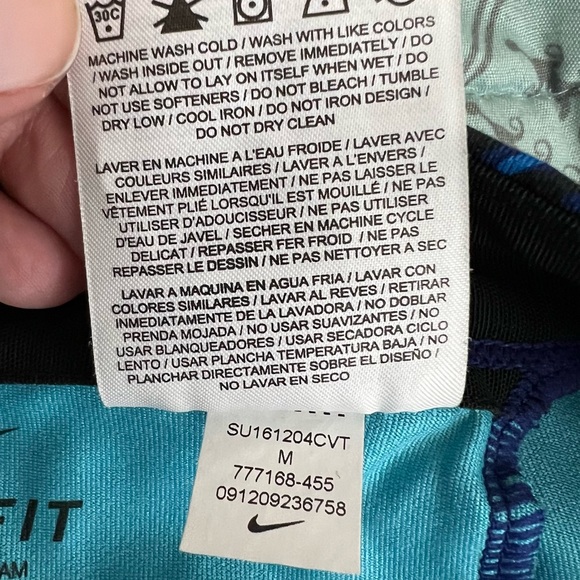 30C
MACHINE WASH COLD / WASH WITH LIKE COLORS
/ WASH INSIDE OUT / REMOVE IMMEDIATELY / DO
NOT ALLOW TO LAY ON ITSELF WHEN WET / DO
NOT USE SOFTENERS / DO NOT BLEACH / TUMBLE
DRY LOW / COOL IRON / DO NOT IRON DESIGN /
DO NOT DRY CLEAN
LAVER EN MACHINE A L'EAU FROIDE / LAVER AVEC
COULEURS SIMILAIRES / LAVER A L'ENVERS /
ENLEVER IMMEDIATEMENT / NE PAS LAISSER LE
VÊTEMENT PLIÉ LORSQU'IL EST MOUILLÉ / NE PAS
UTILISER D'ADOUCISSEUR / NE PAS UTILISER
D'EAU DE JAVEL / SECHER EN MACHINE CYCLE
DELICAT / REPASSER FER FROID / NE PAS
REPASSER LE DESSIN / NE PAS NETTOYER A SEC
LAVAR A MAQUINA EN AGUA FRIA / LAVAR CON
COLORES SIMILARES / LAVAR AL REVES / RETIRAR
INMEDIATAMENTE DE LA LAVADORA / NO DOBLAR
PRENDA MOJADA / NO USAR SUAVIZANTES / NO
USAR BLANQUEADORES / USAR SECADORA CICLO
LENTO / USAR PLANCHA TEMPERATURA BAJA / NO
PLANCHAR DIRECTAMENTE SOBRE EL DISEÑO /
NO LAVAR EN SECO
SU161204CVT
M
777168-455
091209236758
FIT
AM